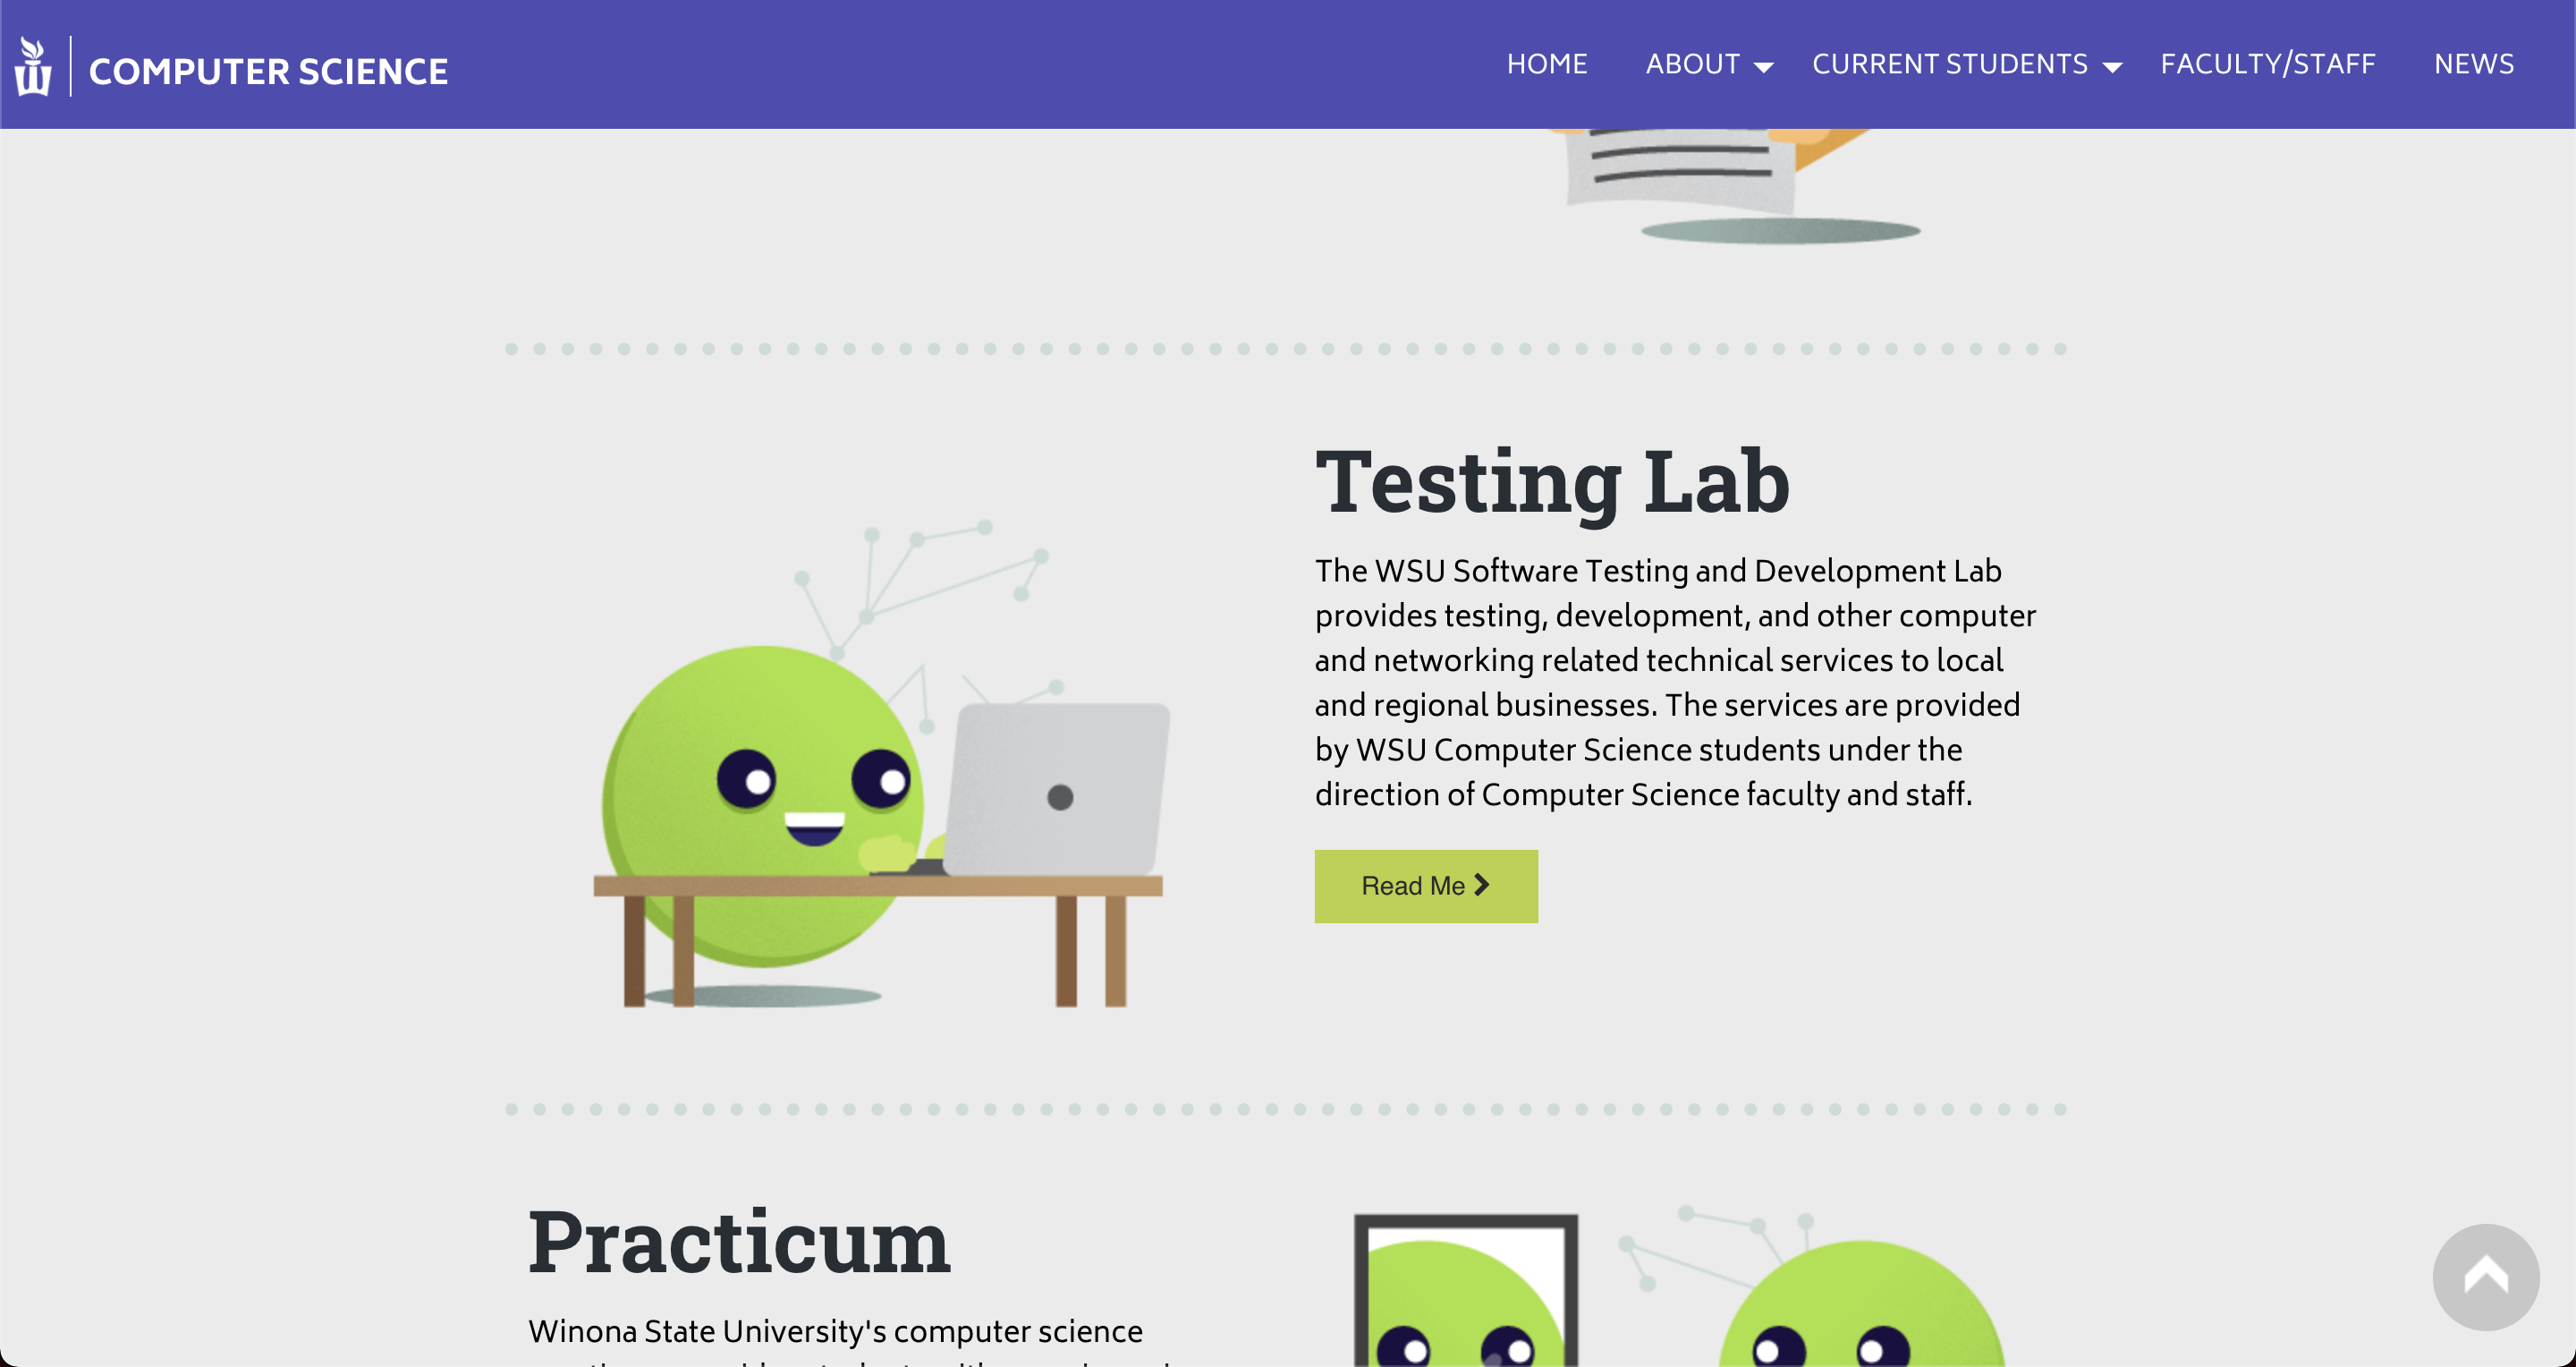 COMPUTER SCIENCE
HOME ABOUT CURRENT STUDENTS FACULTY/STAFF NEWS
Testing Lab
The WSU Software Testing and Development Lab
provides testing, development, and other computer
and networking related technical services to local
and regional businesses. The services are provided
by WSU Computer Science students under the
direction of Computer Science faculty and staff.
Read Me
Practicum
Winona State University's computer science